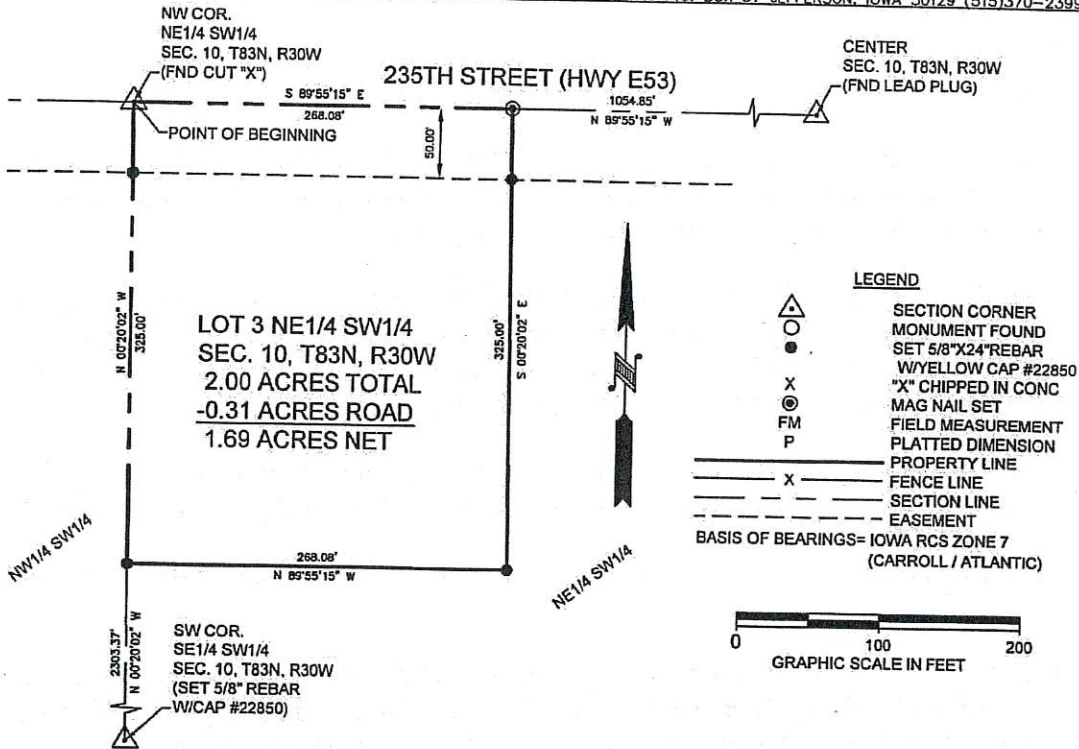 BOX 87 JEFFERSON, IOWA 50129 (515)370-2399
NW COR.
NE1/4 SW1/4
SEC. 10, T83N, R30W
(FND CUT "X")
POINT OF BEGINNING
235TH STREET (HWY E53)
S 89°55'15" E
268.08'
50.00'
1054.85'
N 89°55'15" W
CENTER
SEC. 10, T83N, R30W
(FND LEAD PLUG)
N 00°20'02" W
325.00'
LOT 3 NE1/4 SW1/4
SEC. 10, T83N, R30W
2.00 ACRES TOTAL
-0.31 ACRES ROAD
1.69 ACRES NET
325.00'
S 00°20'02" E
NW1/4 SW1/4
268.08'
N 89°55'15" W
NE1/4 SW1/4
2303.37'
N 00°20'02" W
SW COR.
SE1/4 SW1/4
SEC. 10, T83N, R30W
(SET 5/8" REBAR
W/CAP #22850)
LEGEND
SECTION CORNER
MONUMENT FOUND
SET 5/8"X24"REBAR
W/YELLOW CAP #22850
X "X" CHIPPED IN CONC
MAG NAIL SET
FM FIELD MEASUREMENT
P PLATTED DIMENSION
PROPERTY LINE
X FENCE LINE
SECTION LINE
EASEMENT
BASIS OF BEARINGS= IOWA RCS ZONE 7
(CARROLL / ATLANTIC)
0 100 200
GRAPHIC SCALE IN FEET